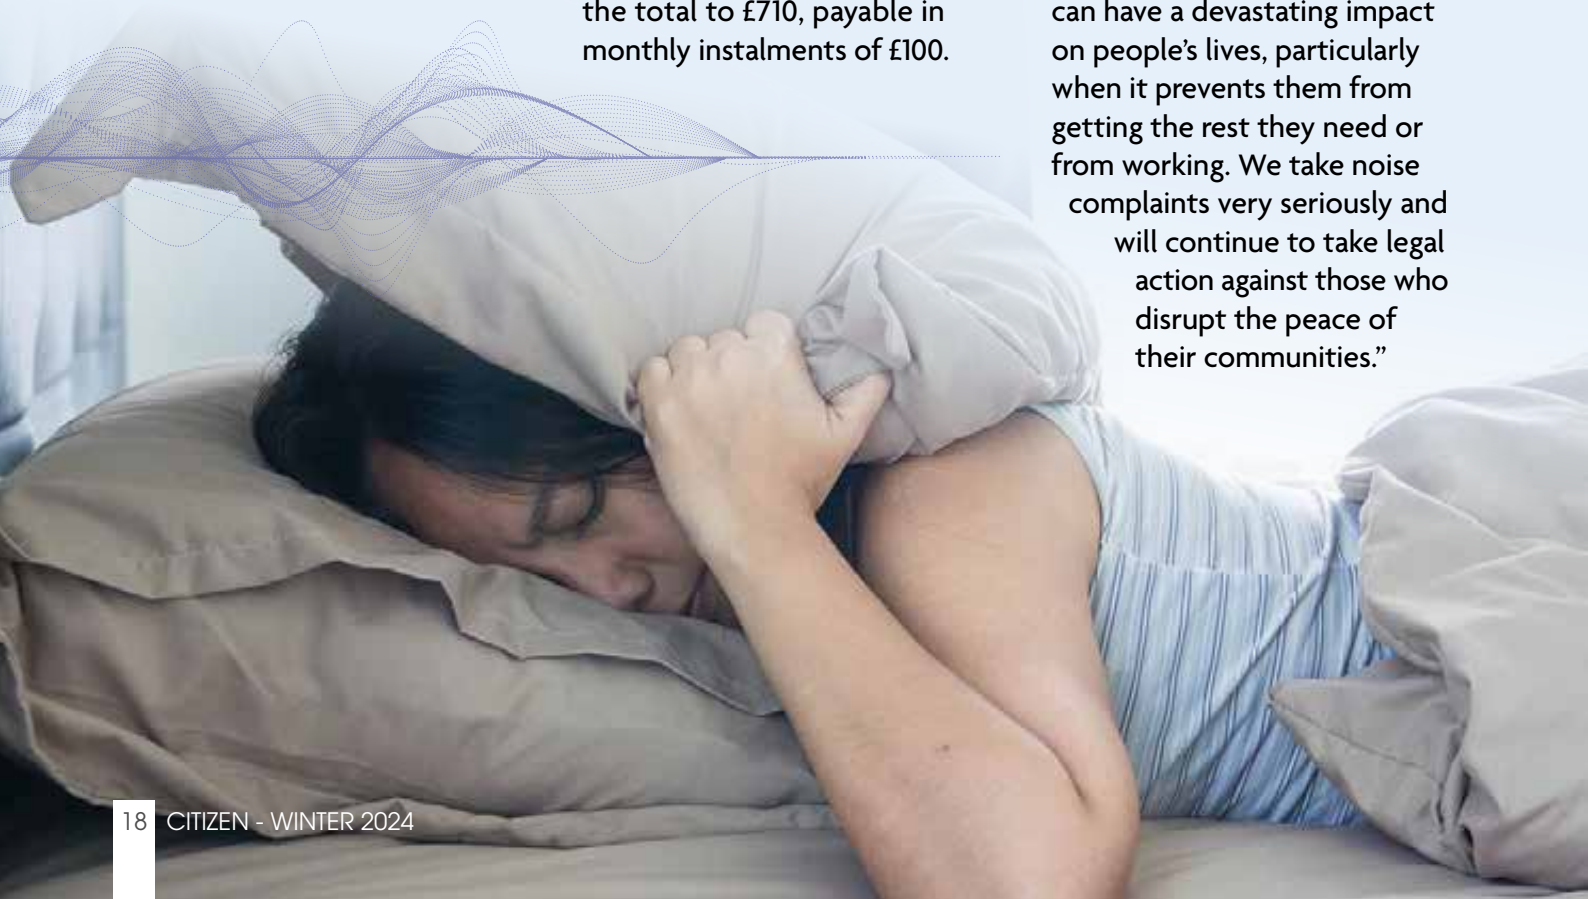 the total to £710, payable in
monthly instalments of £100.
can have a devastating impact
on people’s lives, particularly
when it prevents them from
getting the rest they need or
from working. We take noise
complaints very seriously and
will continue to take legal
action against those who
disrupt the peace of
their communities.”
18 CITIZEN - WINTER 2024